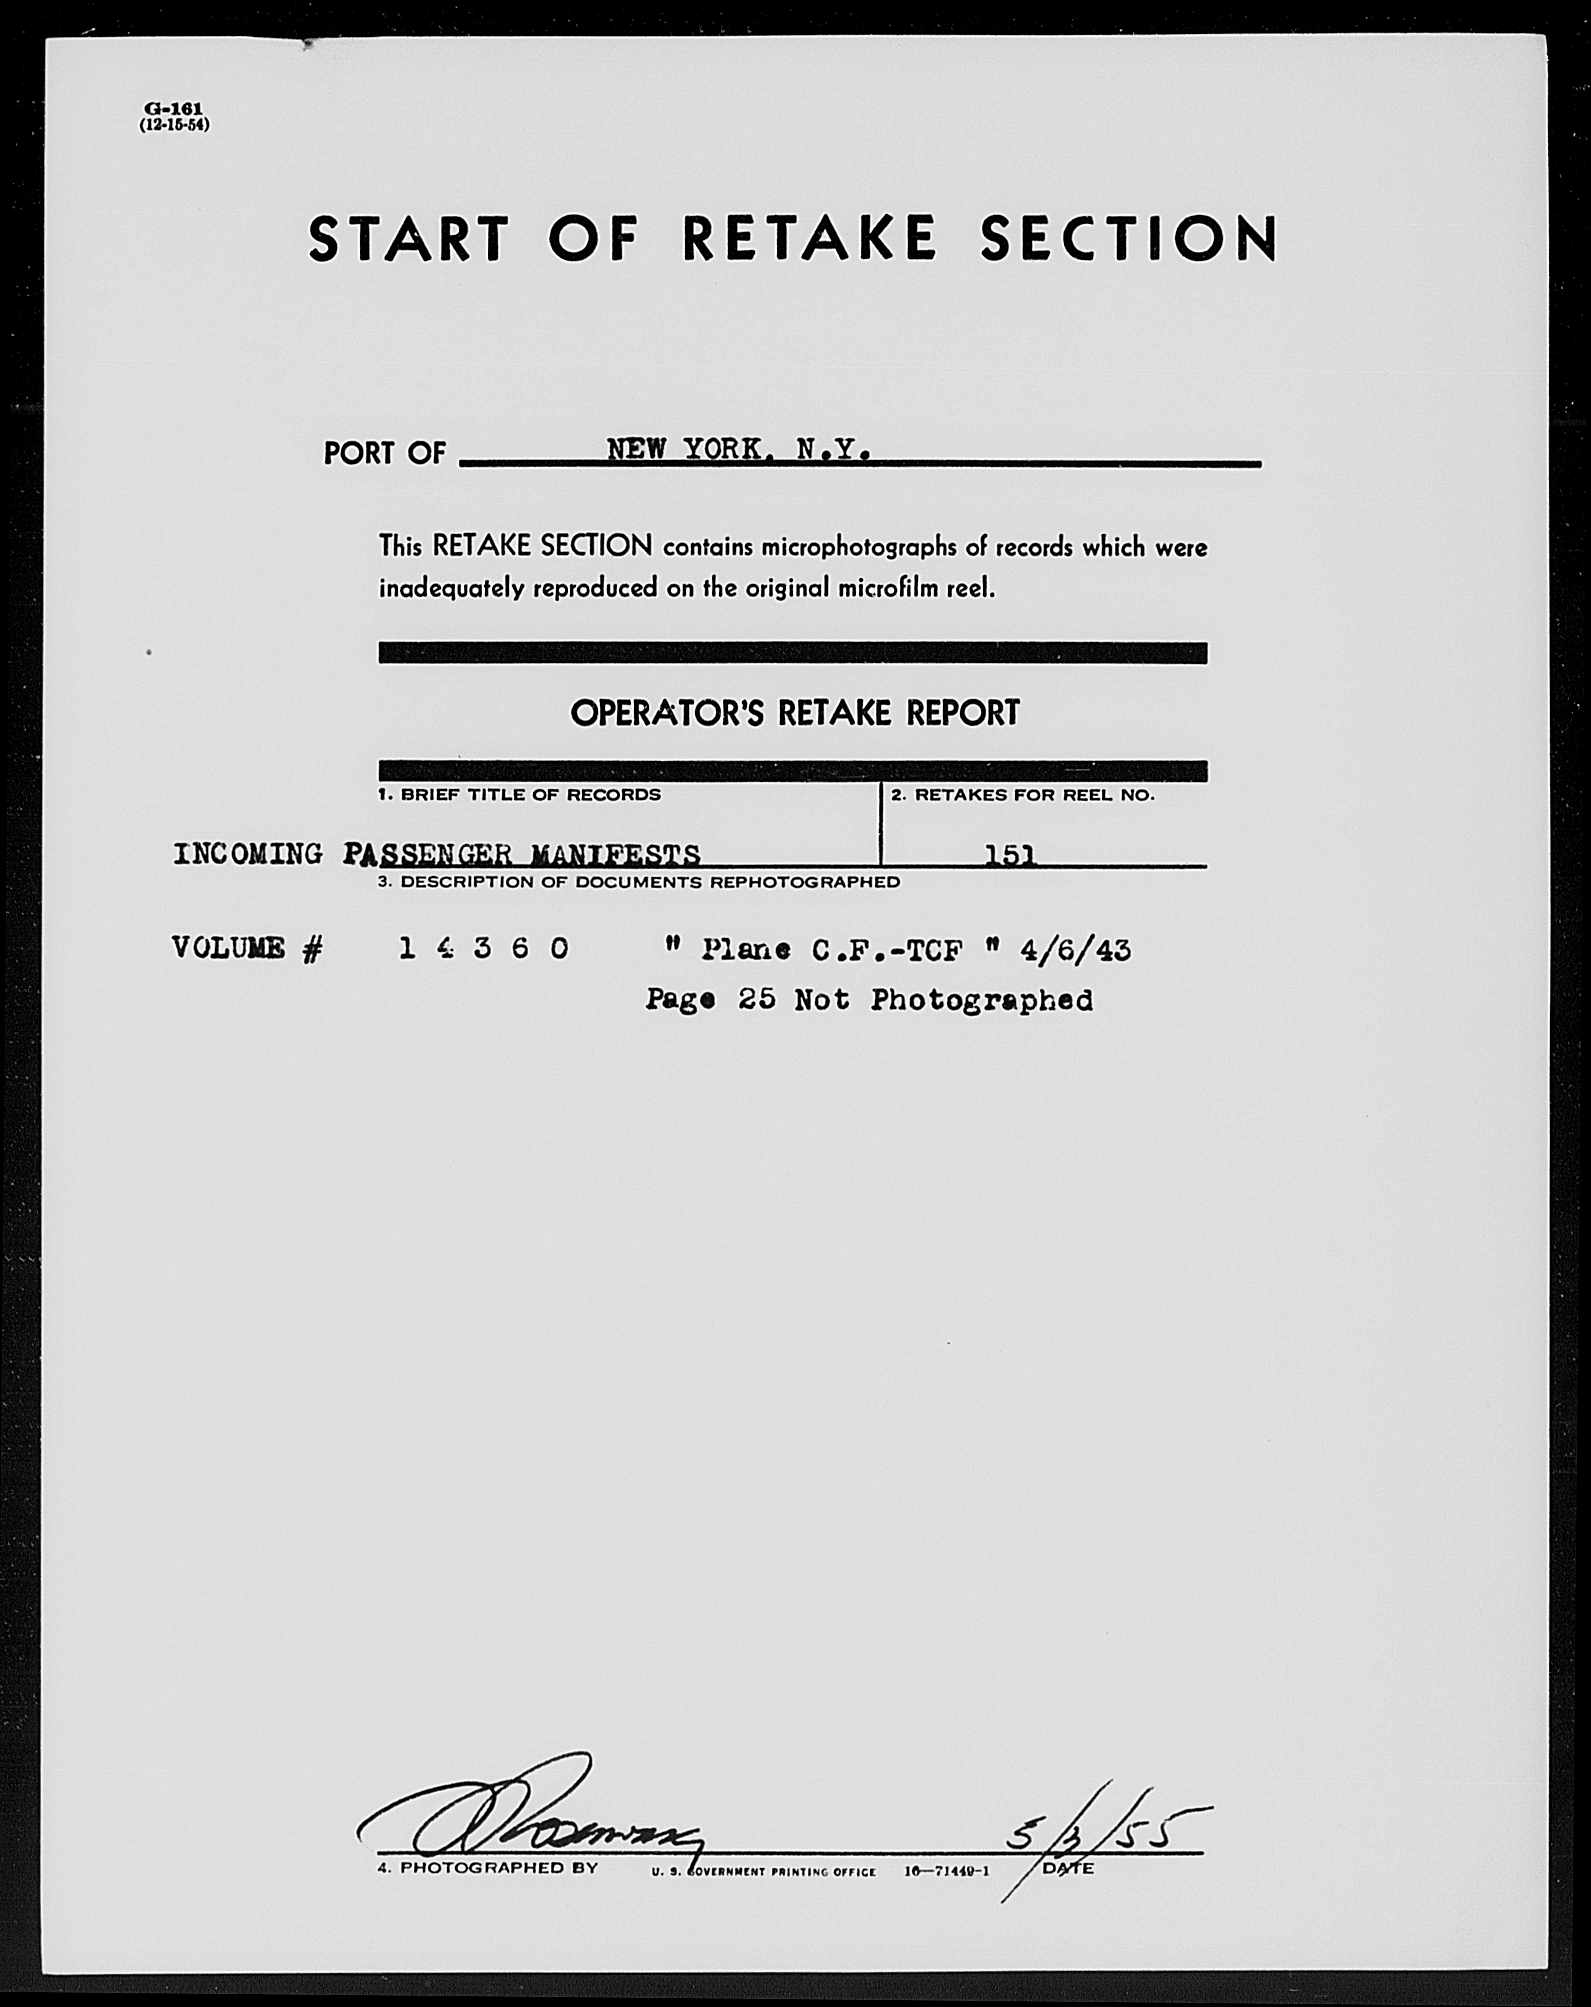 G-161
(12-15-54)
START OF RETAKE SECTION
PORT OF NEW YORK. N.Y.
This RETAKE SECTION contains microphotographs of records which were
inadequately reproduced on the original microfilm reel.
OPERATOR'S RETAKE REPORT
1. BRIEF TITLE OF RECORDS
2. RETAKES FOR REEL NO.
INCOMING PASSENGER MANIFESTS
151
3. DESCRIPTION OF DOCUMENTS REPHOTOGRAPHED
VOLUME # 1 4 3 6 0 " Plane C.F.-TCF " 4/6/43
Page 25 Not Photographed
5/3/55
4. PHOTOGRAPHED BY U. S. GOVERNMENT PRINTING OFFICE 16—71449-1 DATE